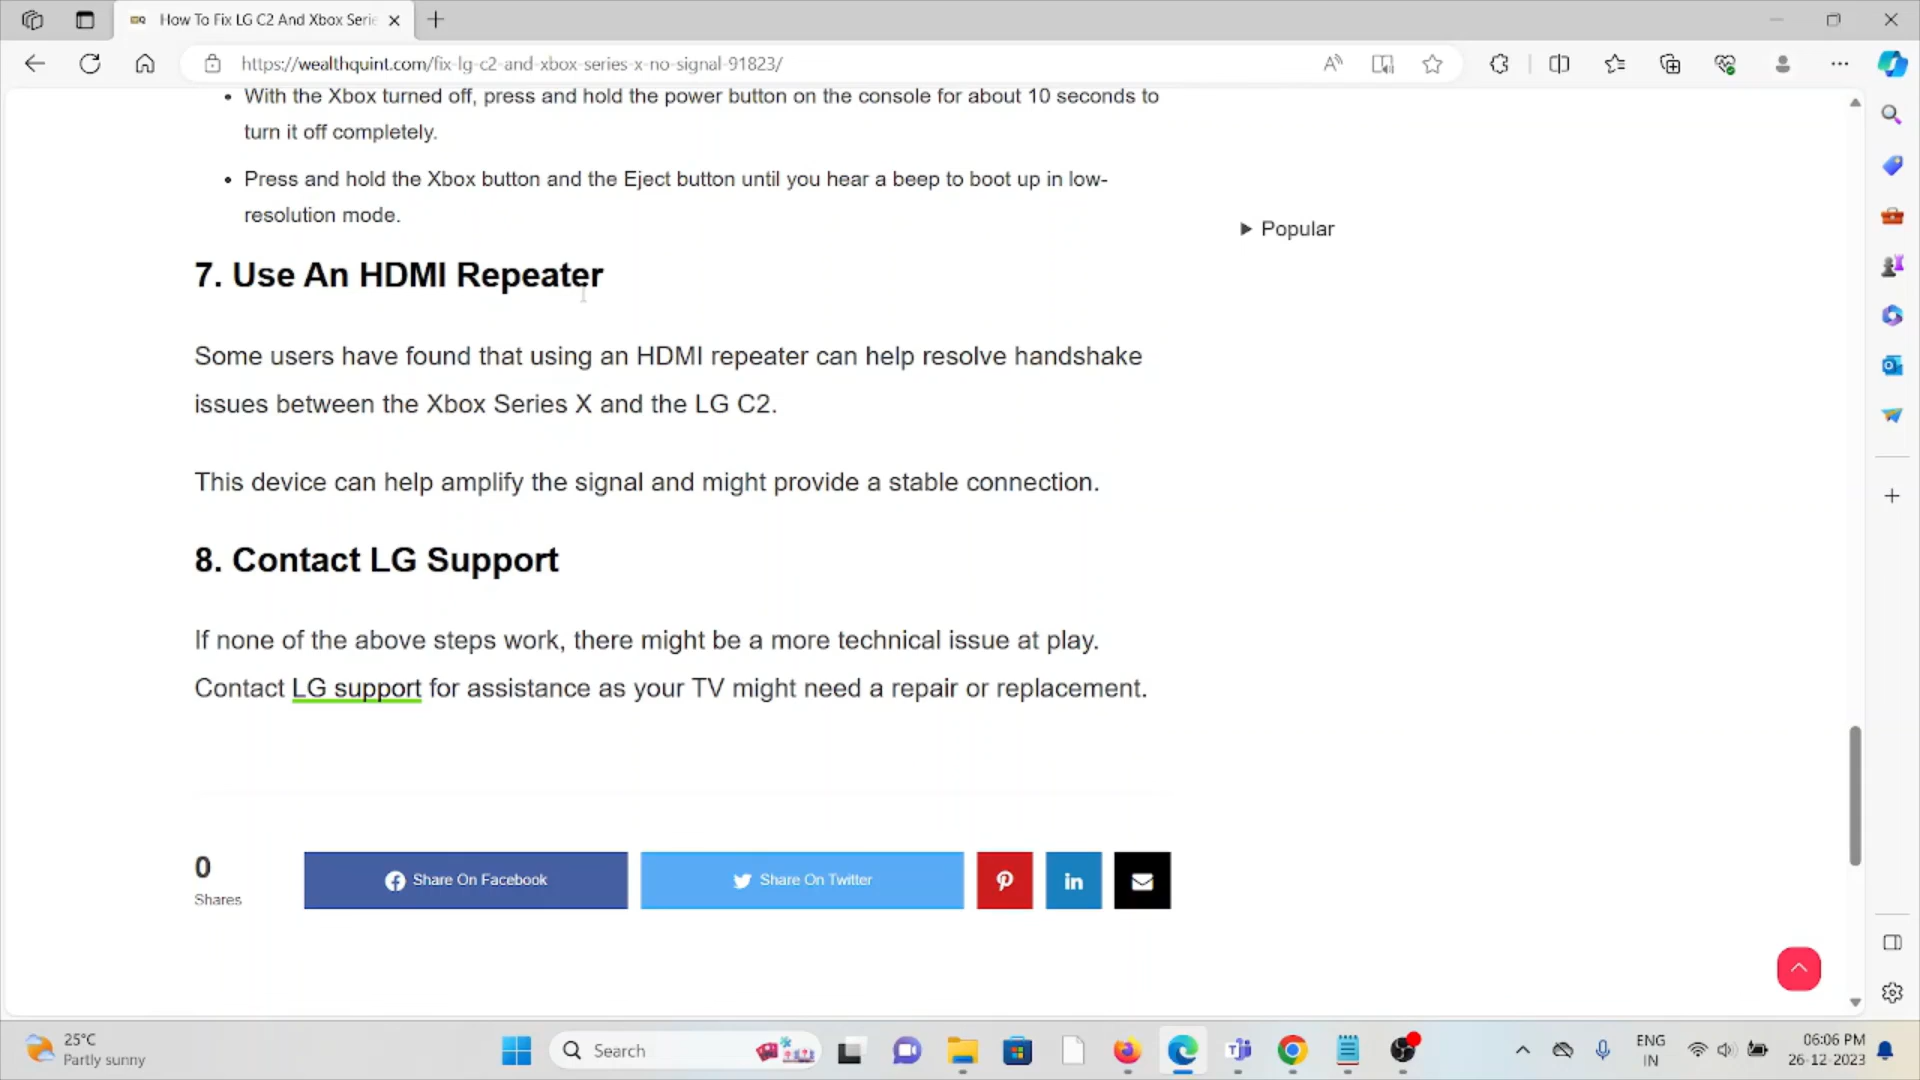 How To Fix LG C2 And Xbox Serie
https://wealthquint.com/fix-lg-c2-and-xbox-series-x-no-signal-91823/
• With the Xbox turned off, press and hold the power button on the console for about 10 seconds to
turn it off completely.
• Press and hold the Xbox button and the Eject button until you hear a beep to boot up in low-
resolution mode.
▶ Popular
7. Use An HDMI Repeater
Some users have found that using an HDMI repeater can help resolve handshake
issues between the Xbox Series X and the LG C2.
This device can help amplify the signal and might provide a stable connection.
8. Contact LG Support
If none of the above steps work, there might be a more technical issue at play.
Contact LG support for assistance as your TV might need a repair or replacement.
0
Shares
Share On Facebook
Share On Twitter
25°C
Partly sunny
Search
ENG
IN
06:06 PM
26-12-2023